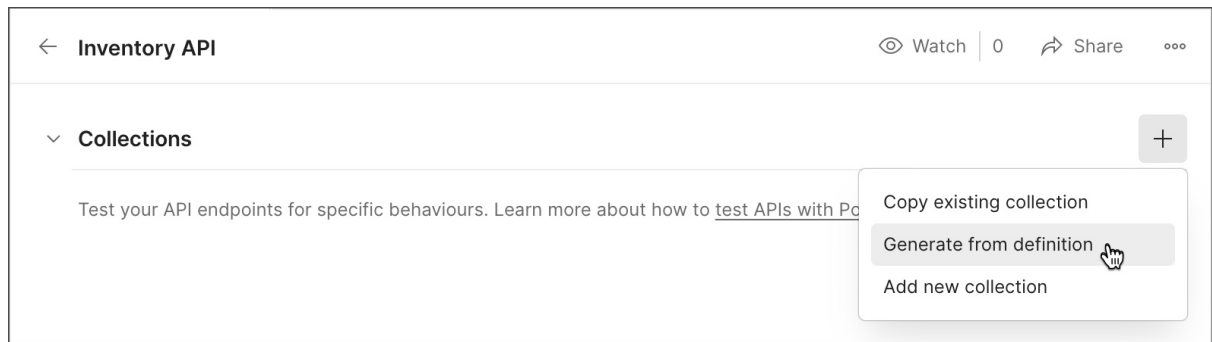 Inventory API
Watch 0 Share
Collections
Test your API endpoints for specific behaviours. Learn more about how to test APIs with
Copy existing collection
Generate from definition
Add new collection